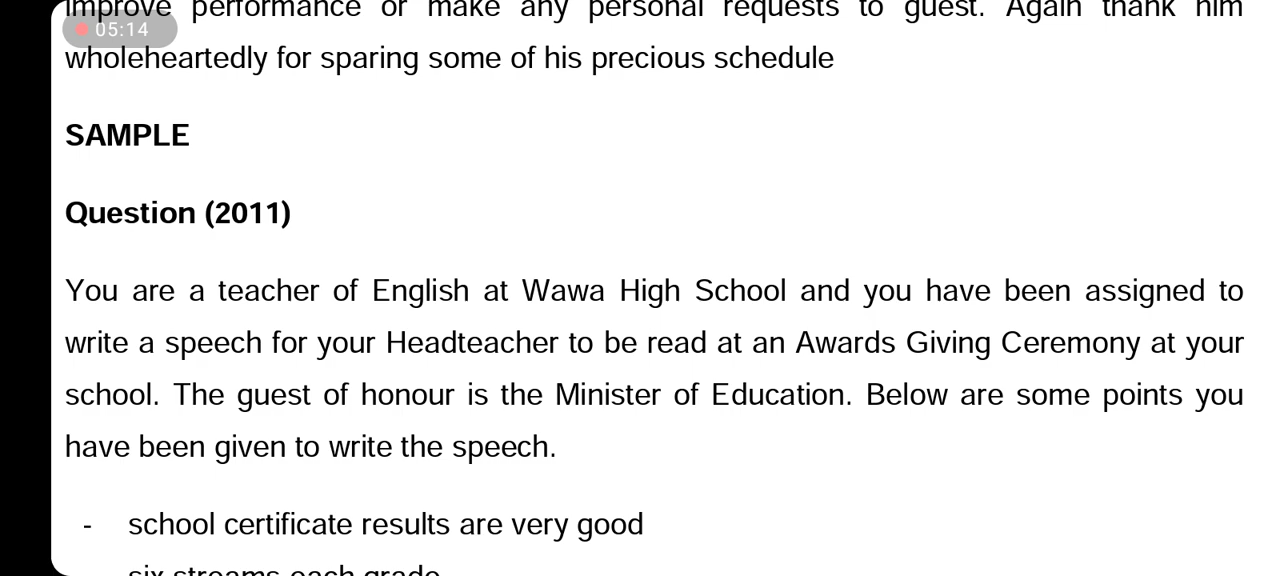 improve performance or make any personal requests to guest. Again thank him
05:14
wholeheartedly for sparing some of his precious schedule
SAMPLE
Question (2011)
You are a teacher of English at Wawa High School and you have been assigned to
write a speech for your Headteacher to be read at an Awards Giving Ceremony at your
school. The guest of honour is the Minister of Education. Below are some points you
have been given to write the speech.
- school certificate results are very good
six streams each grade